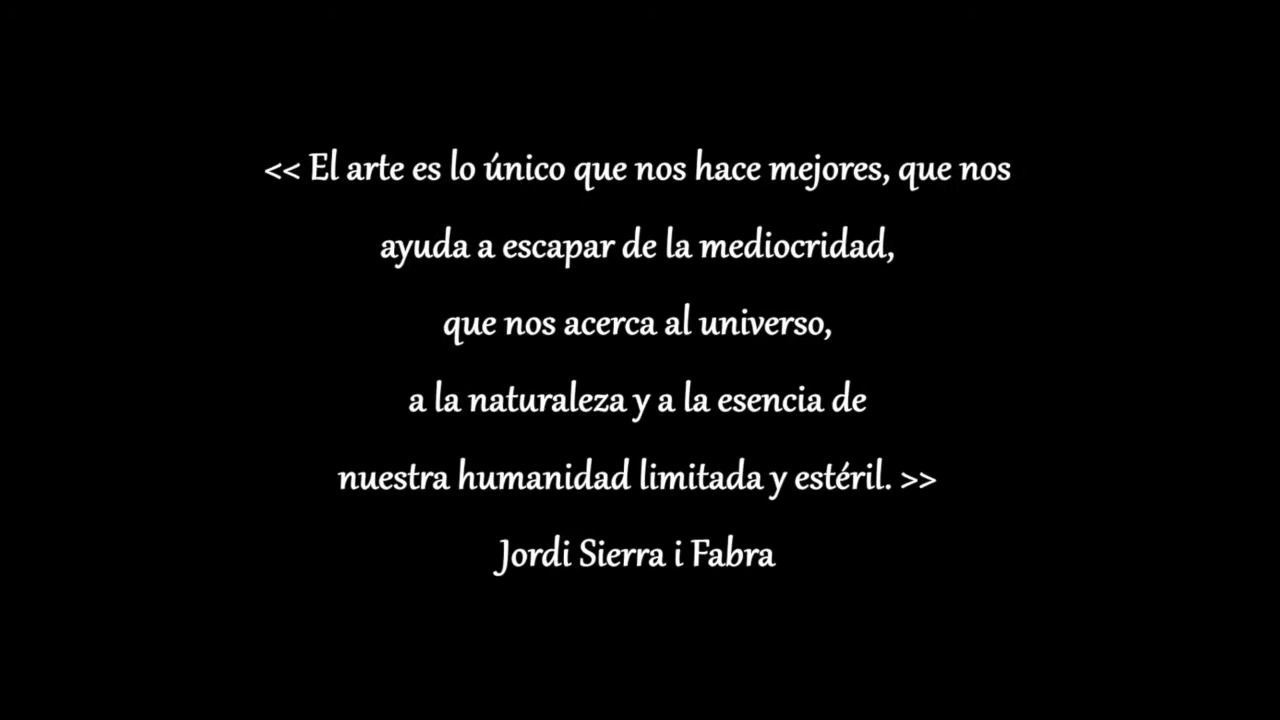 << El arte es lo único que nos hace mejores, que nos
ayuda a escapar de la mediocridad,
que nos acerca al universo,
a la naturaleza y a la esencia de
nuestra humanidad limitada y estéril. >>
Jordi Sierra i Fabra